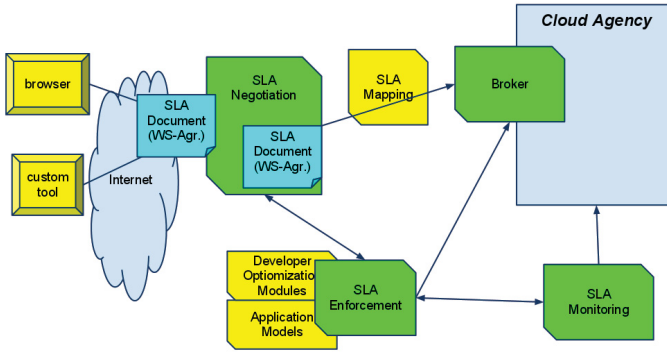 Cloud Agency
browser
SLA
Document
(WS-Agr.)
SLA
Negotiation
SLA
Mapping
Broker
SLA
Document
(WS-Agr.)
custom
tool
Internet
Developer
Optiomizatio
Modules
SLA
Enforcement
Application
Models
SLA
Monitoring